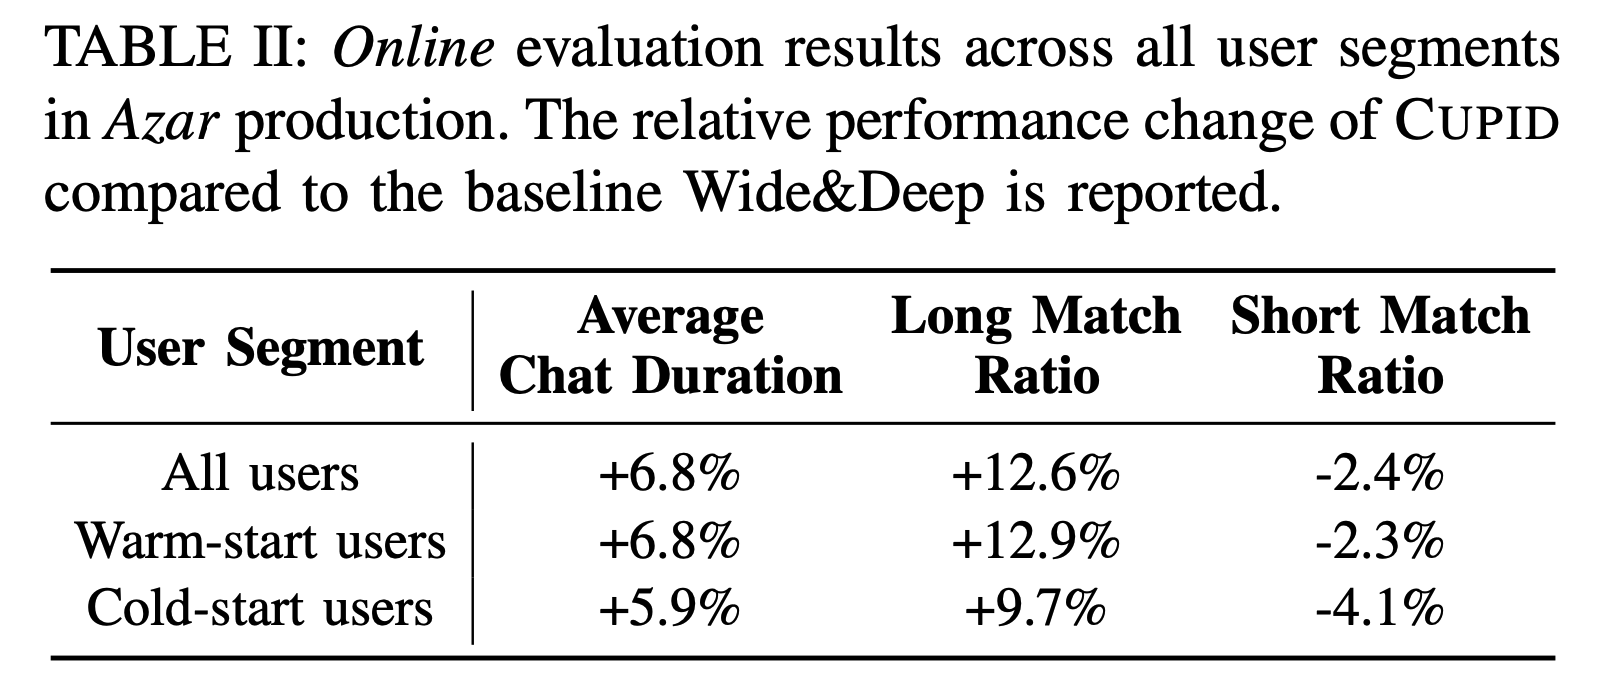 TABLE II: Online evaluation results across all user segments
in Azar production. The relative performance change of CUPID
compared to the baseline Wide&Deep is reported.
User Segment Average Chat Duration Long Match Ratio Short Match Ratio
All users +6.8% +12.6% -2.4%
Warm-start users +6.8% +12.9% -2.3%
Cold-start users +5.9% +9.7% -4.1%